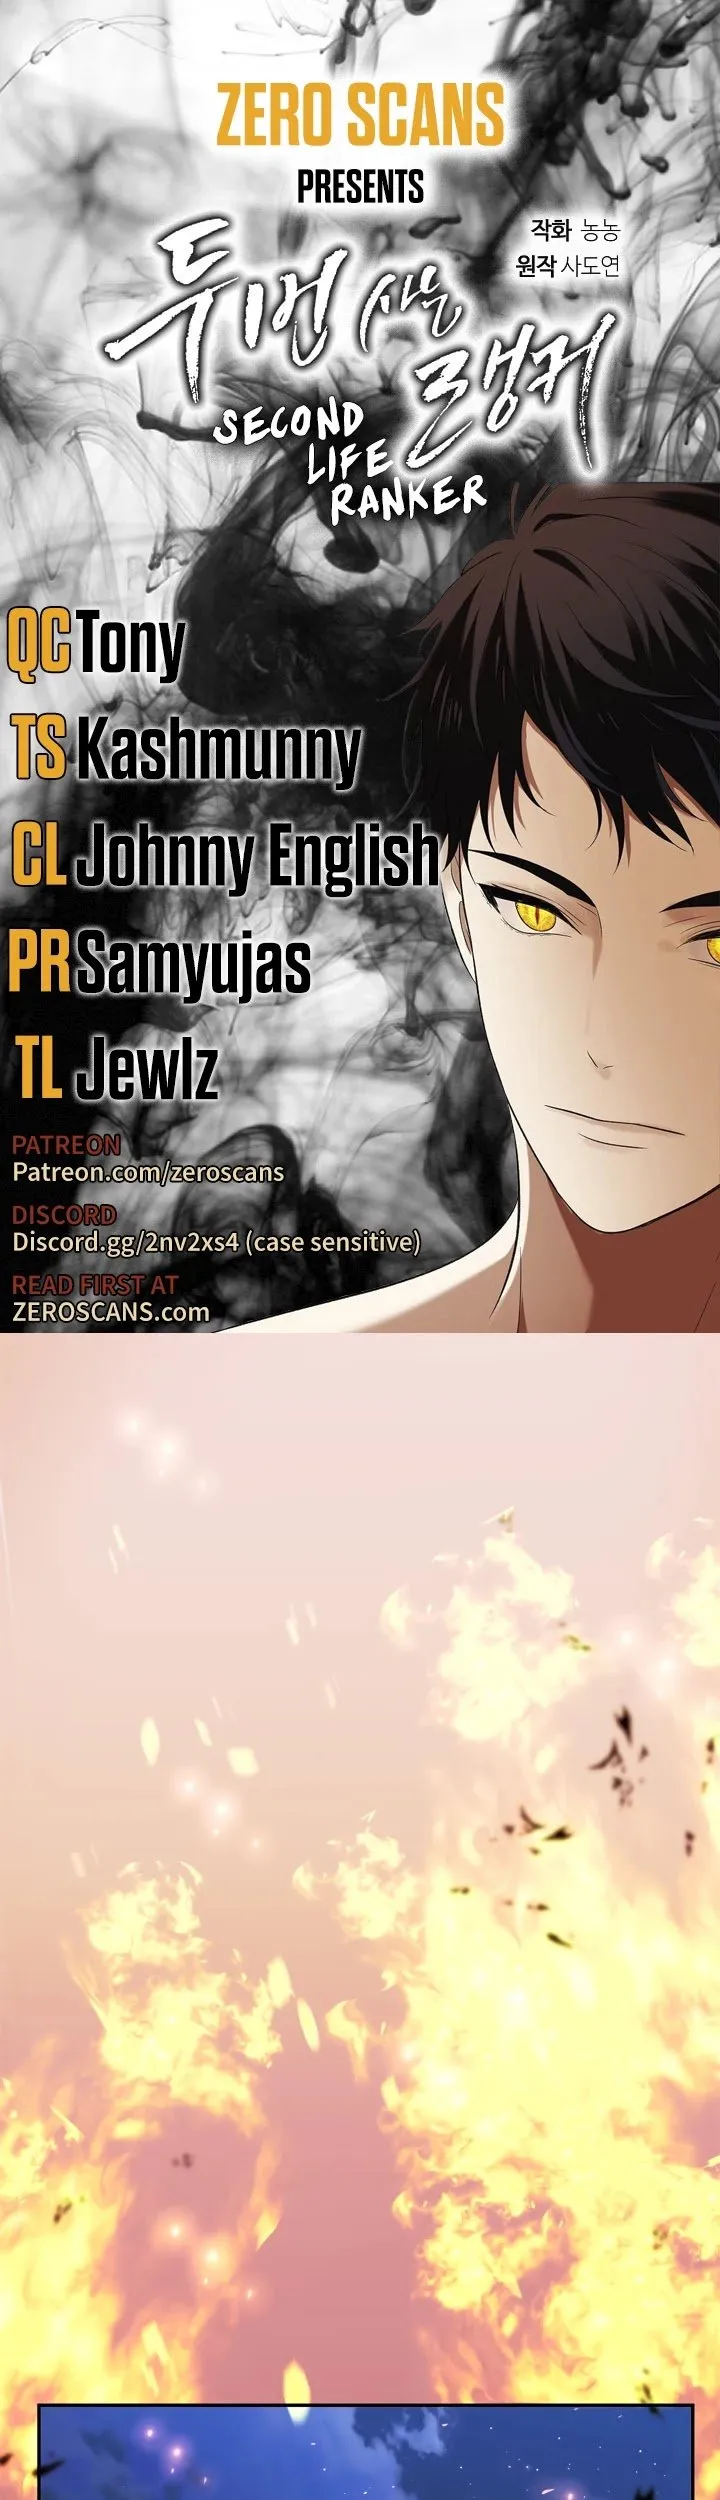 ZERO SCANS
PRESENTS
작화 농농
원작 사도연
두 번 사는
랭커
SECOND
LIFE
RANKER
QC Tony
TS Kashmunny
CL Johnny English
PR Samyujas
TL Jewlz
PATREON
Patreon.com/zeroscans
DISCORD
Discord.gg/2nv2xs4 (case sensitive)
READ FIRST AT
ZEROSCANS.com